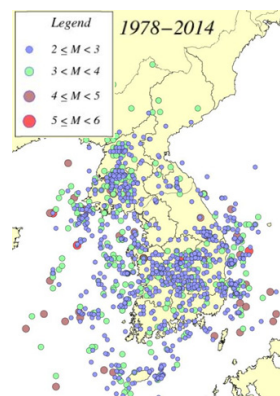 Legend
1978−2014
2 ≤ M < 3
3 < M < 4
4 ≤ M < 5
5 ≤ M < 6